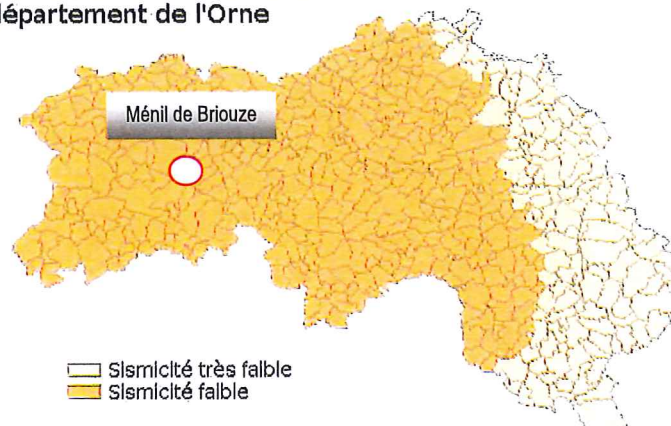 département de l'Orne
Ménil de Briouze
Sismicité très faible
Sismicité faible